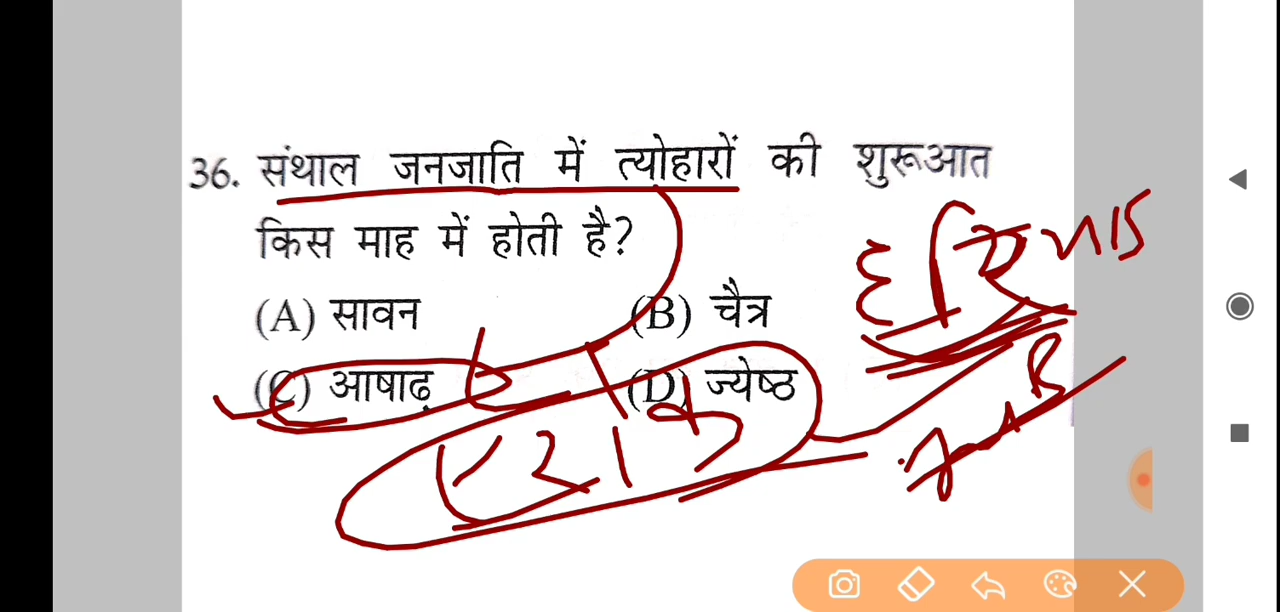 36. संथाल जनजाति में त्योहारों की शुरूआत
किस माह में होती है?
(A) सावन
(B) चैत्र
(C) आषाढ़
(D) ज्येष्ठ